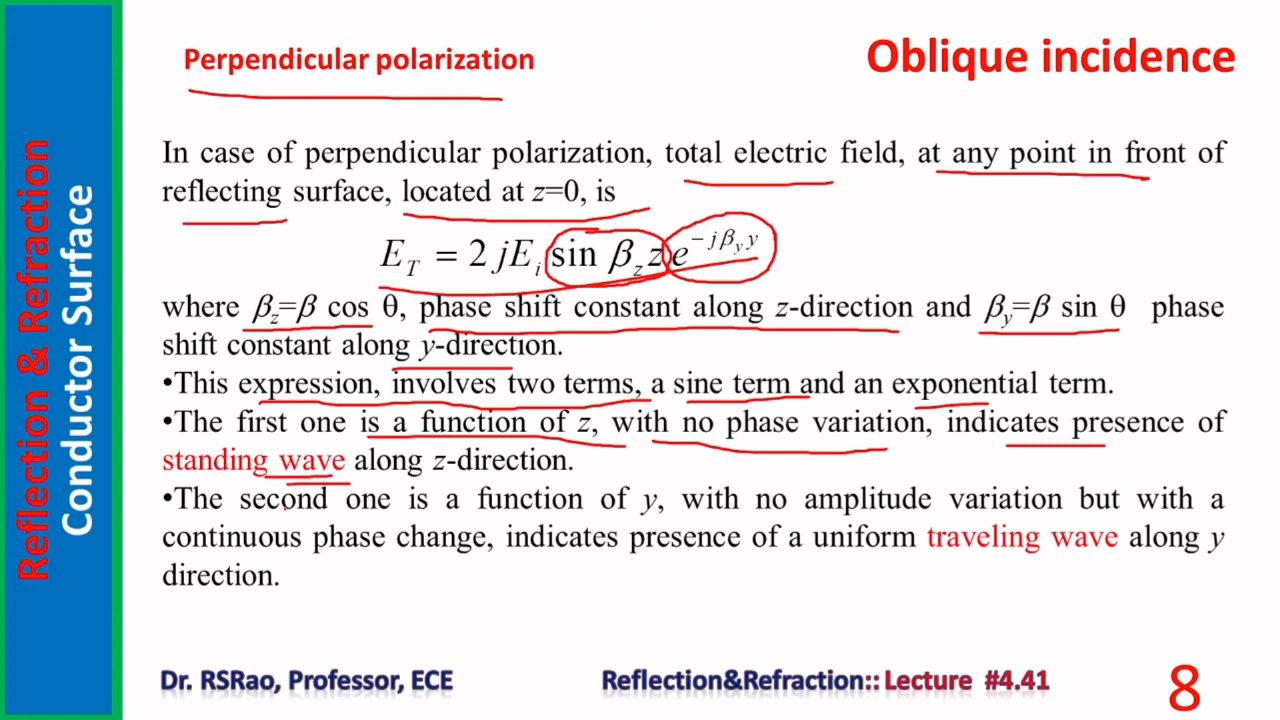 Reflection & Refraction
Conductor Surface
Perpendicular polarization
Oblique incidence
In case of perpendicular polarization, total electric field, at any point in front of
reflecting surface, located at z=0, is
E_T = 2 jE_i sin β_z z e^{−jβ_y y}
where β_z=β cos θ, phase shift constant along z-direction and β_y=β sin θ phase
shift constant along y-direction.
•This expression, involves two terms, a sine term and an exponential term.
•The first one is a function of z, with no phase variation, indicates presence of
standing wave along z-direction.
•The second one is a function of y, with no amplitude variation but with a
continuous phase change, indicates presence of a uniform traveling wave along y
direction.
Dr. RSRao, Professor, ECE
Reflection&Refraction:: Lecture #4.41
8